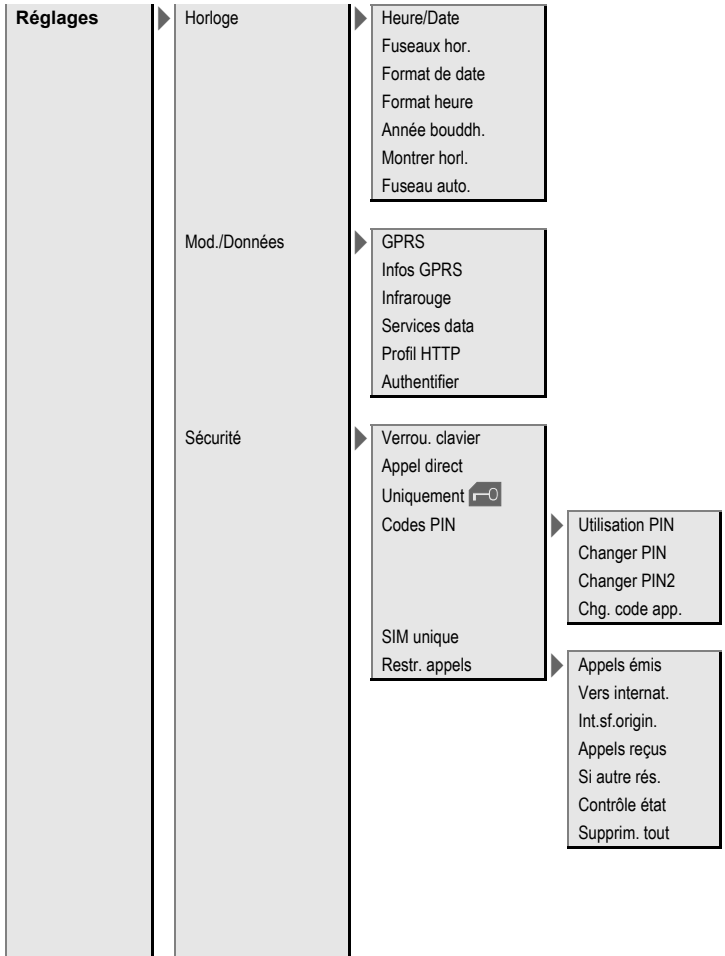 Réglages
Horloge
Heure/Date
Fuseaux hor.
Format de date
Format heure
Année bouddh.
Montrer horl.
Fuseau auto.
Mod./Données
GPRS
Infos GPRS
Infrarouge
Services data
Profil HTTP
Authentifier
Sécurité
Verrou. clavier
Appel direct
Uniquement
Codes PIN
Utilisation PIN
Changer PIN
Changer PIN2
Chg. code app.
SIM unique
Restr. appels
Appels émis
Vers internat.
Int.sf.origin.
Appels reçus
Si autre rés.
Contrôle état
Supprim. tout